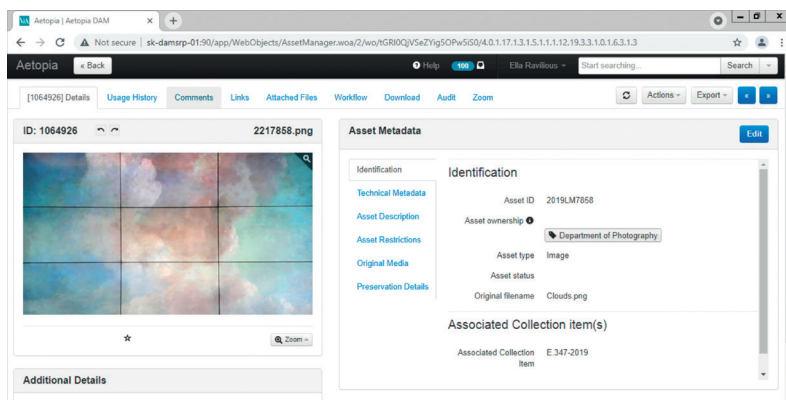 Aetopia | Aetopia DAM
Not secure | sk-damsrp-01:90/app/WebObjects/AssetManager.woa/2/wo/tGRI0QjVSeZYig5OPw5iS0/4.0.1.17.1.3.1.5.1.1.1.12.19.3.3.1.0.1.6.3.1.3
Aetopia « Back Help 100 Ella Ravilious Start searching... Search
[1064926] Details Usage History Comments Links Attached Files Workflow Download Audit Zoom Actions Export « »
ID: 1064926 2217858.png
Asset Metadata Edit
Identification
Technical Metadata
Asset Description
Asset Restrictions
Original Media
Preservation Details
Identification
Asset ID 2019LM7858
Asset ownership
Department of Photography
Asset type Image
Asset status
Original filename Clouds.png
Associated Collection item(s)
Associated Collection Item E.347-2019
Zoom
Additional Details